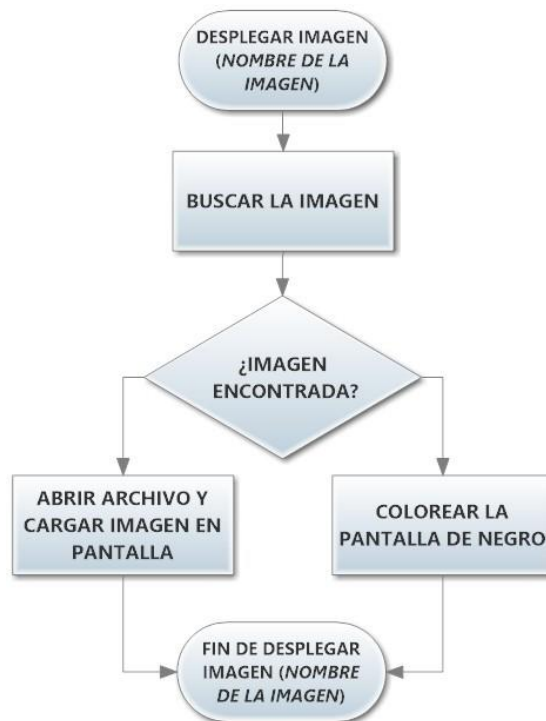 DESPLEGAR IMAGEN
(NOMBRE DE LA
IMAGEN)
BUSCAR LA IMAGEN
¿IMAGEN
ENCONTRADA?
ABRIR ARCHIVO Y
CARGAR IMAGEN EN
PANTALLA
COLOREAR LA
PANTALLA DE NEGRO
FIN DE DESPLEGAR
IMAGEN (NOMBRE
DE LA IMAGEN)